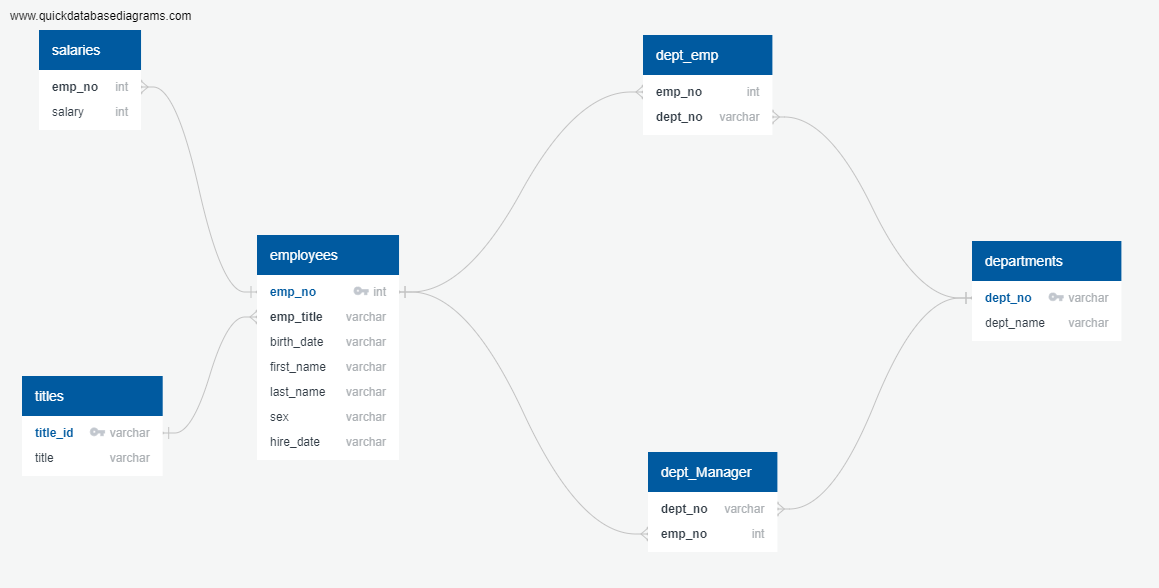 www.quickdatabasediagrams.com
salaries
emp_no int
salary int
dept_emp
emp_no int
dept_no varchar
employees
emp_no int
emp_title varchar
birth_date varchar
first_name varchar
last_name varchar
sex varchar
hire_date varchar
departments
dept_no varchar
dept_name varchar
titles
title_id varchar
title varchar
dept_Manager
dept_no varchar
emp_no int